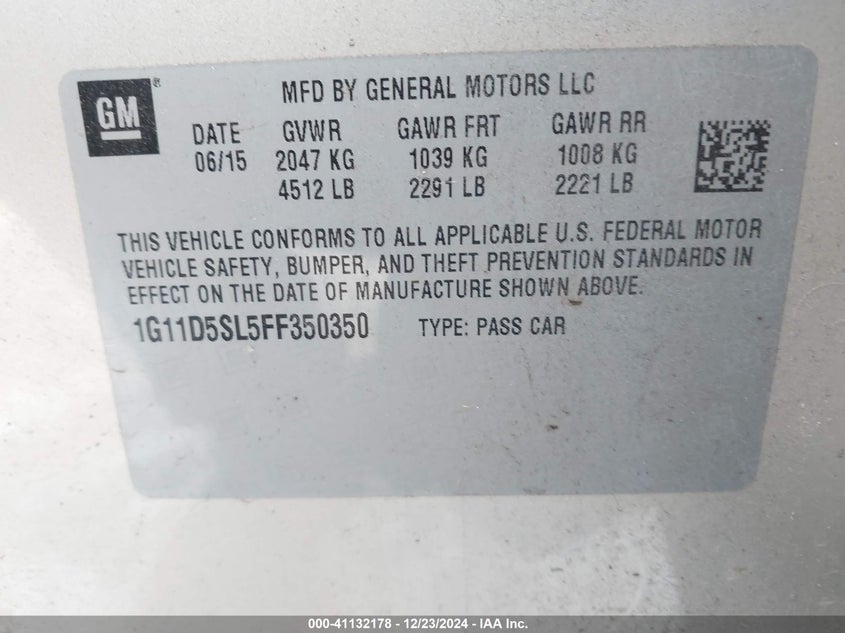 GM ®
MFD BY GENERAL MOTORS LLC
DATE GVWR GAWR FRT GAWR RR
06/15 2047 KG 1039 KG 1008 KG
4512 LB 2291 LB 2221 LB
THIS VEHICLE CONFORMS TO ALL APPLICABLE U.S. FEDERAL MOTOR
VEHICLE SAFETY, BUMPER, AND THEFT PREVENTION STANDARDS IN
EFFECT ON THE DATE OF MANUFACTURE SHOWN ABOVE.
1G11D5SL5FF350350 TYPE: PASS CAR
000-41132178 - 12/23/2024 - IAA Inc.